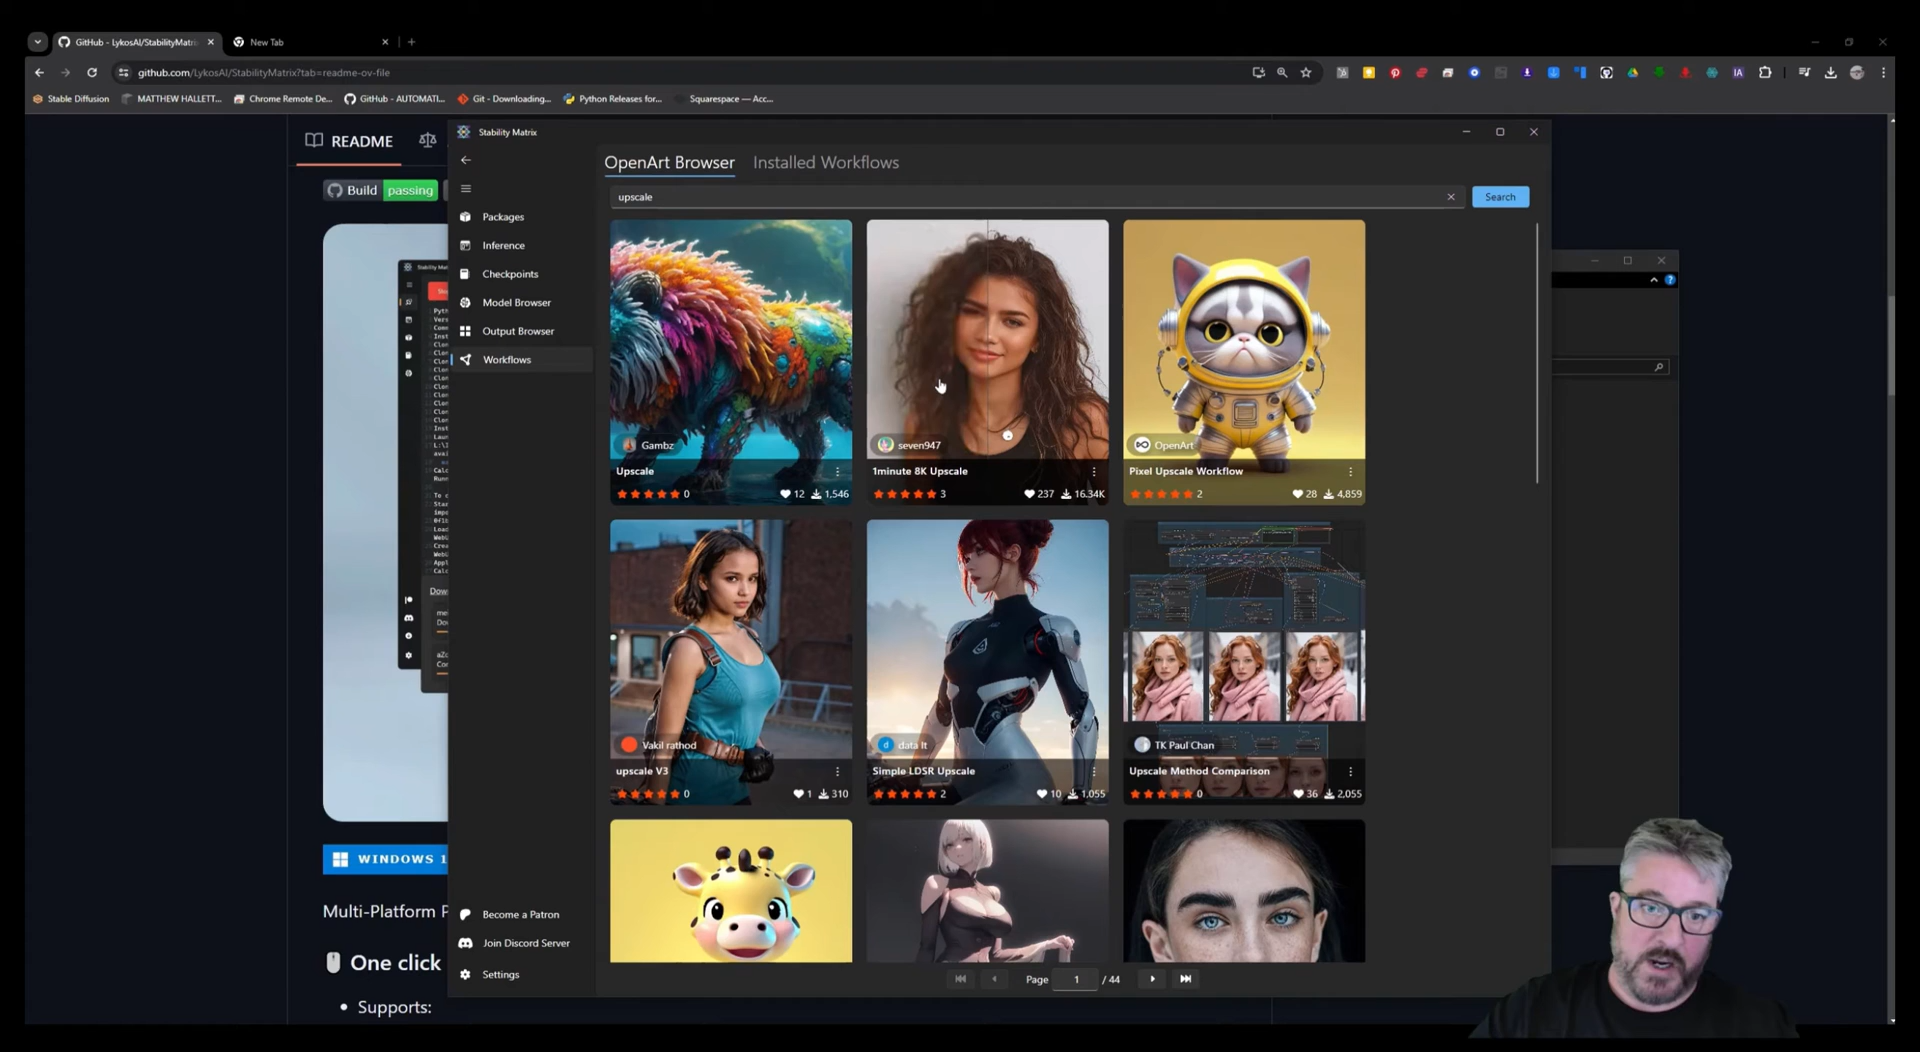 GitHub - LykosAI/StabilityMatri
New Tab
github.com/LykosAI/StabilityMatrix?tab=readme-ov-file
Stable Diffusion
MATTHEW HALLETT...
Chrome Remote De...
GitHub - AUTOMATI...
Git - Downloading...
Python Releases for...
Squarespace — Acc...
README
Build passing
Stability Matrix
OpenArt Browser
Installed Workflows
upscale
Search
Packages
Inference
Checkpoints
Model Browser
Output Browser
Workflows
Gambz
Upscale
0 12 1,546
seven947
1minute 8K Upscale
3 237 16.34K
OpenArt
Pixel Upscale Workflow
2 28 4,859
Vakil rathod
upscale V3
0 1 310
data lt
Simple LDSR Upscale
2 10 1,055
TK Paul Chan
Upscale Method Comparison
0 36 2,055
WINDOWS 1
Multi-Platform P
One click
Supports:
Become a Patron
Join Discord Server
Settings
Page 1 / 44